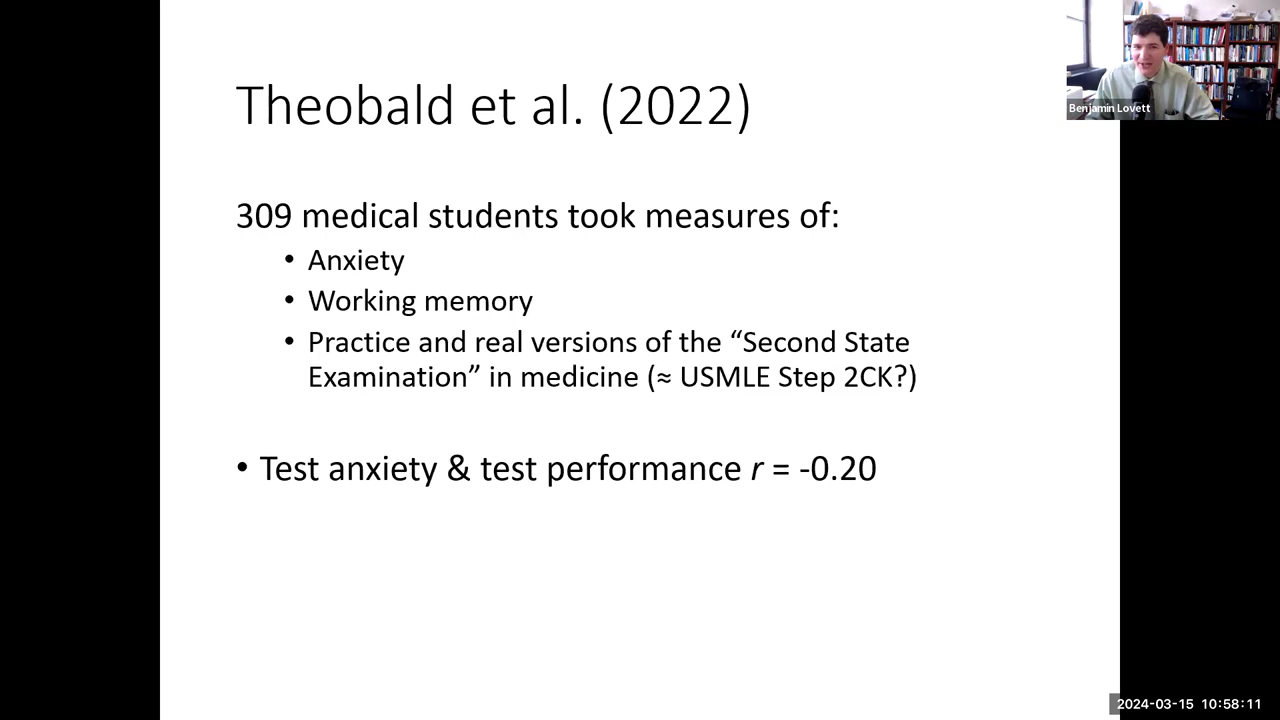 Theobald et al. (2022)
Benjamin Lovett
309 medical students took measures of:
• Anxiety
• Working memory
• Practice and real versions of the “Second State
Examination” in medicine (≈ USMLE Step 2CK?)
• Test anxiety & test performance r = -0.20
2024-03-15 10:58:11